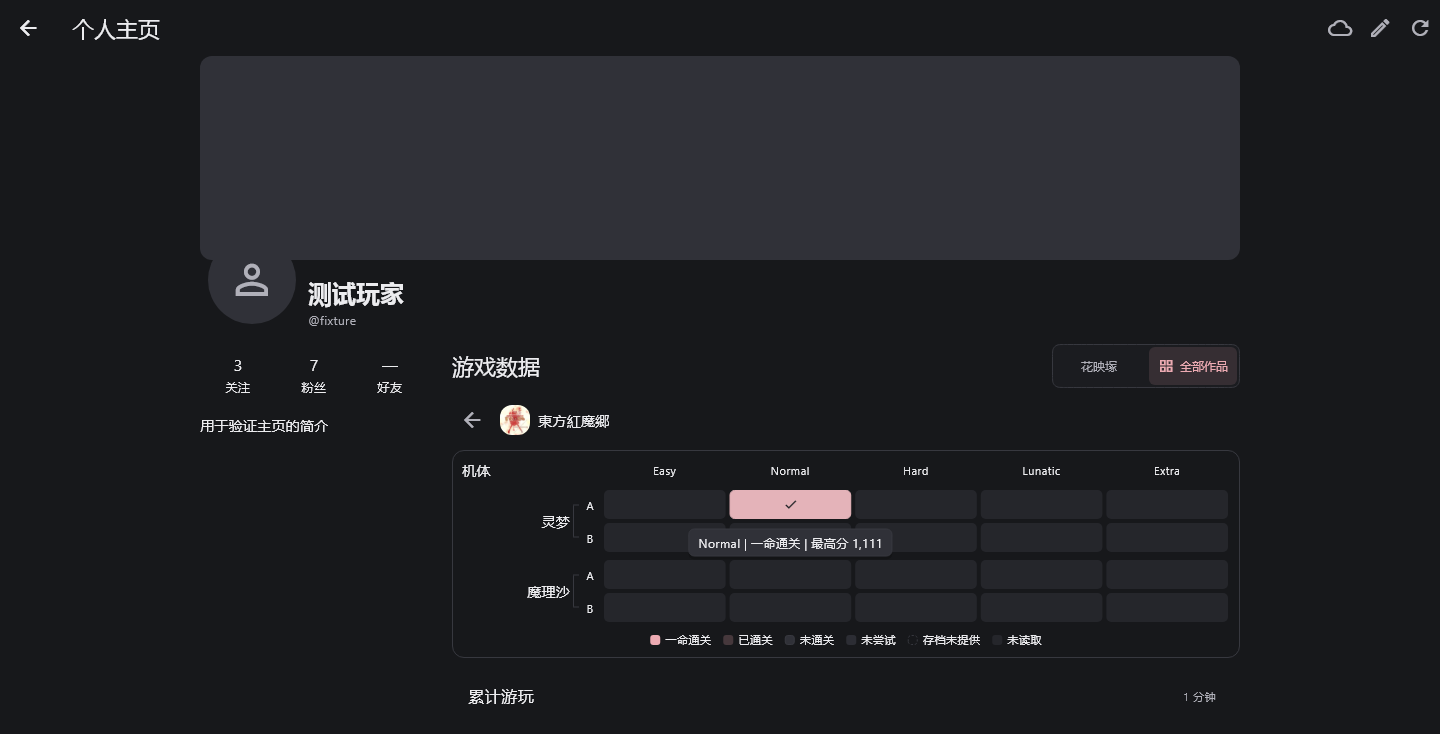 个人主页
测试玩家
@fixture
3 7 —
关注 粉丝 好友
用于验证主页的简介
游戏数据
花映塚 全部作品
東方紅魔郷
机体 Easy Normal Hard Lunatic Extra
灵梦
A
B
Normal | 一命通关 | 最高分 1,111
魔理沙
A
B
一命通关 已通关 未通关 未尝试 存档未提供 未读取
累计游玩 1 分钟